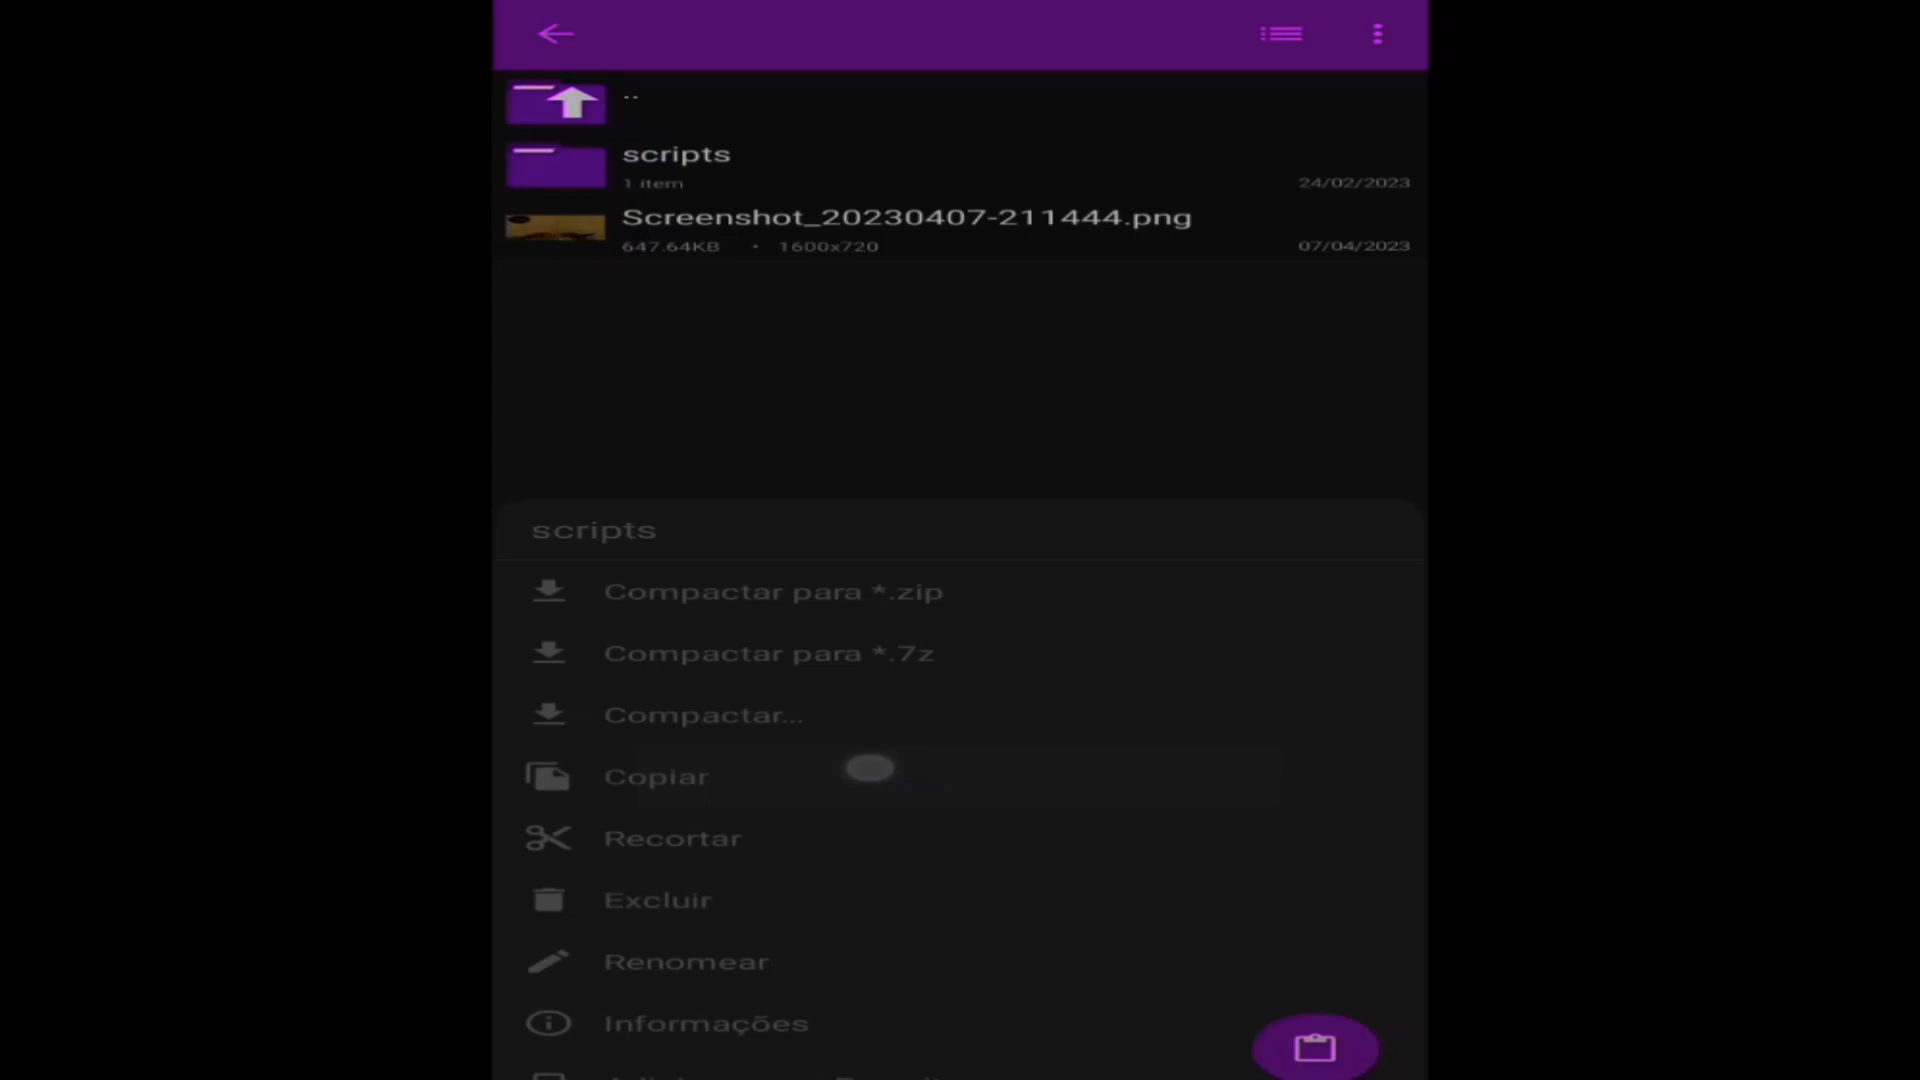 ..
scripts
1 item 24/02/2023
Screenshot_20230407-211444.png
647.64KB • 1600x720 07/04/2023
scripts
Compactar para *.zip
Compactar para *.7z
Compactar...
Copiar
Recortar
Excluir
Renomear
Informações